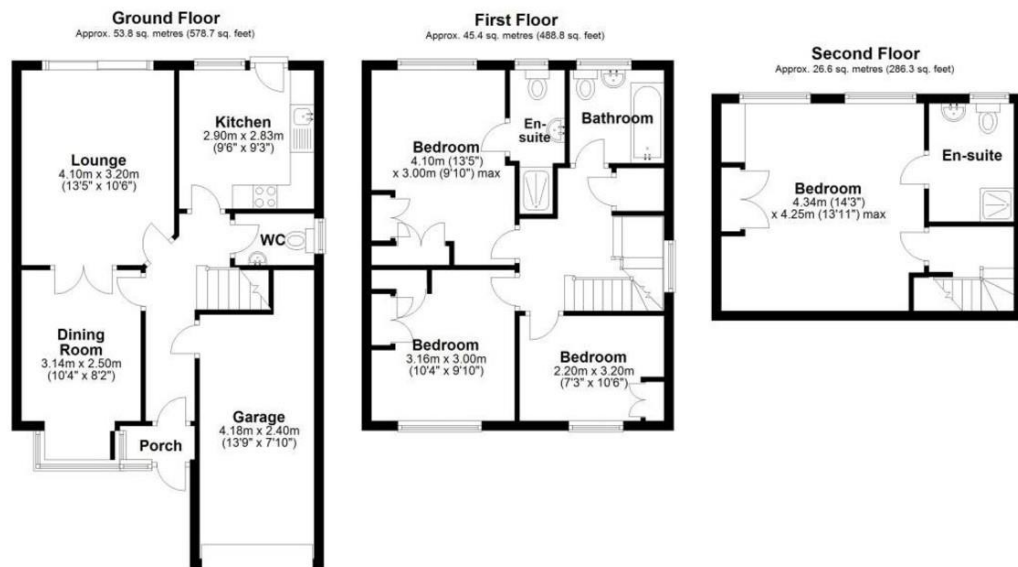 Ground Floor
Approx. 53.8 sq. metres (578.7 sq. feet)
Lounge
4.10m x 3.20m
(13'5" x 10'6")
Kitchen
2.90m x 2.83m
(9'6" x 9'3")
WC
Dining
Room
3.14m x 2.50m
(10'4" x 8'2")
Porch
Garage
4.18m x 2.40m
(13'9" x 7'10")
First Floor
Approx. 45.4 sq. metres (488.8 sq. feet)
Bedroom
4.10m (13'5")
x 3.00m (9'10") max
En-
suite
Bathroom
Bedroom
3.16m x 3.00m
(10'4" x 9'10")
Bedroom
2.20m x 3.20m
(7'3" x 10'6")
Second Floor
Approx. 26.6 sq. metres (286.3 sq. feet)
Bedroom
4.34m (14'3")
x 4.25m (13'11") max
En-suite